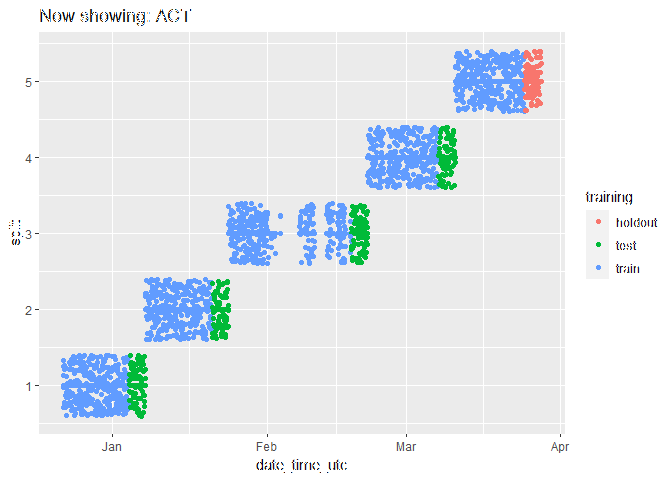 Now showing: ACT
5
4
3
2
1
split
Jan
Feb
Mar
Apr
date_time_utc
training
holdout
test
train